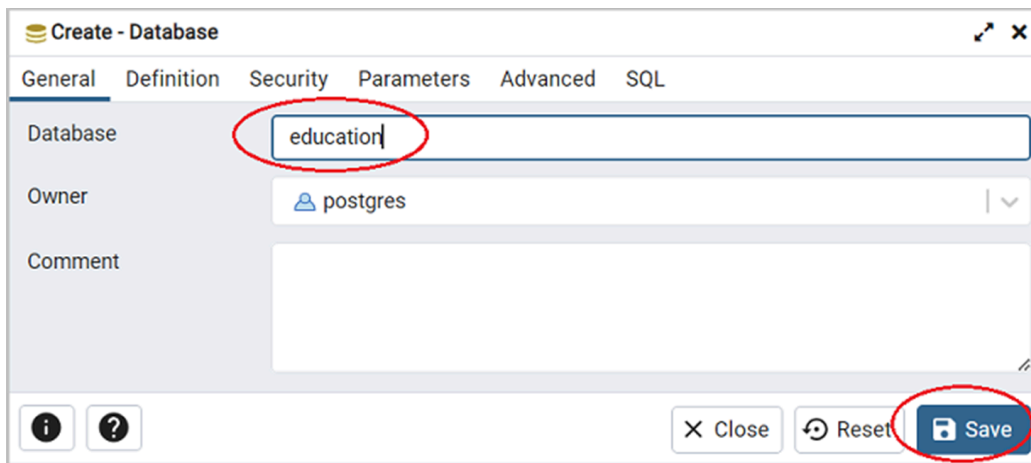 Create - Database
General Definition Security Parameters Advanced SQL
Database education
Owner postgres
Comment
Close Reset Save